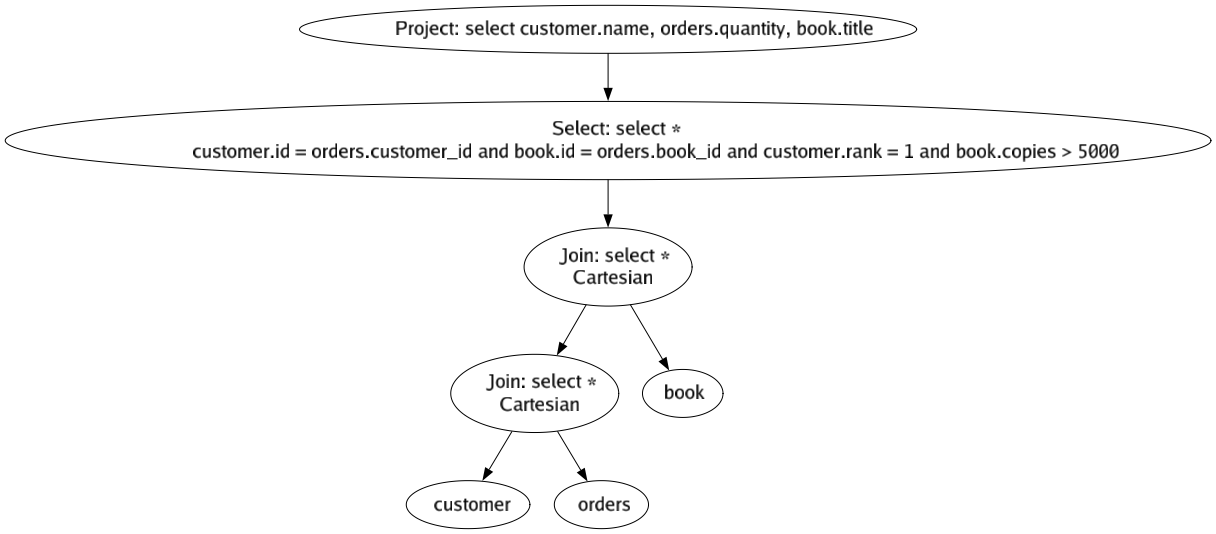 Project: select customer.name, orders.quantity, book.title
Select: select *
customer.id = orders.customer_id and book.id = orders.book_id and customer.rank = 1 and book.copies > 5000
Join: select *
Cartesian
Join: select *
Cartesian
book
customer
orders